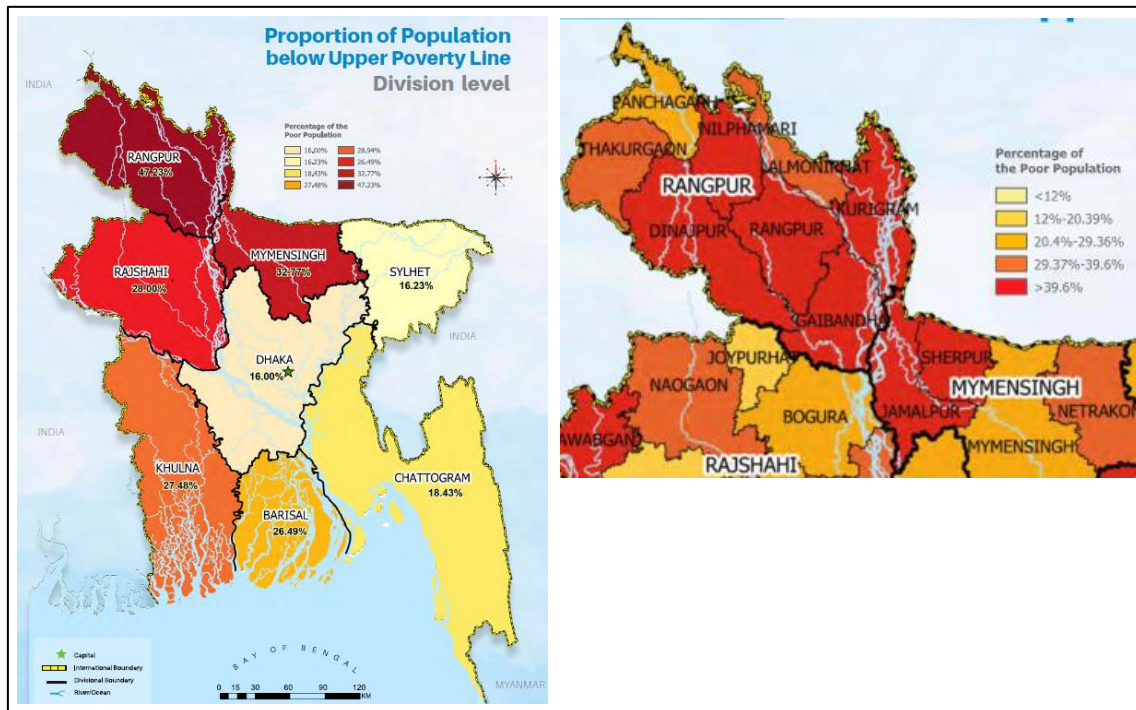 Proportion of Population
below Upper Poverty Line
Division level
INDIA
Percentage of the
Poor Population
16.00% 28.94%
16.23% 26.49%
18.43% 32.77%
27.48% 47.23%
RANGPUR
47.23%
MYMENSINGH
32.77%
SYLHET
16.23%
RAJSHAHI
28.00%
INDIA
DHAKA
16.00%
INDIA
KHULNA
27.48%
CHATTOGRAM
18.43%
BARISAL
26.49%
Capital
International Boundary
Divisional Boundary
River/Ocean
BAY OF BENGAL
0 15 30 60 90 120
KM
MYANMAR
PANCHAGARH
NILPHAMARI
THAKURGAON
LALMONIRHAT
Percentage of
the Poor Population
<12%
12%-20.39%
20.4%-29.36%
29.37%-39.6%
>39.6%
RANGPUR
KURIGRAM
DINAJPUR
RANGPUR
GAIBANDHA
JOYPURHAT
SHERPUR
NAOGAON
MYMENSINGH
BOGURA
JAMALPUR
NETRAKON
AWABGANJ
MYMENSINGH
RAJSHAHI